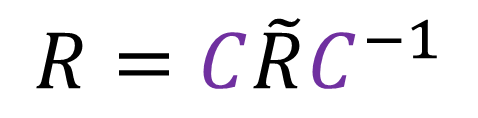 R = CR̃C⁻¹